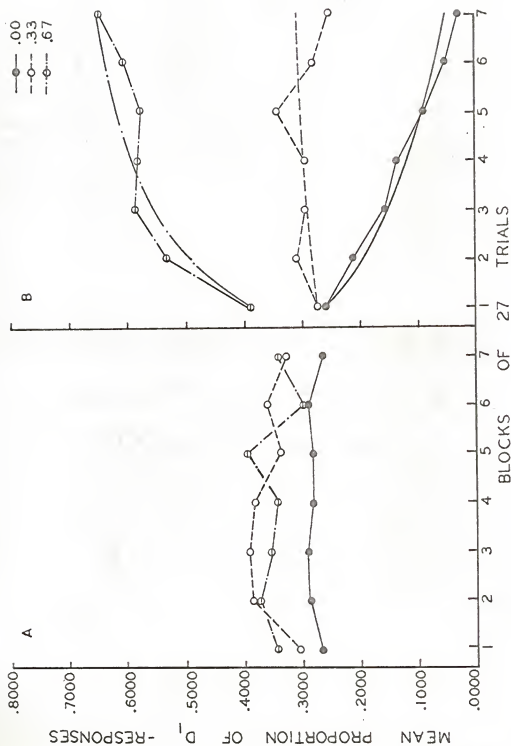 .00
.33
.67
A
B
.8000
.7000
.6000
.5000
.4000
.3000
.2000
.1000
.0000
MEAN
PROPORTION OF D1 -RESPONSES
1 2 3 4 5 6 7
1 2 3 4 5 6 7
BLOCKS OF 27 TRIALS